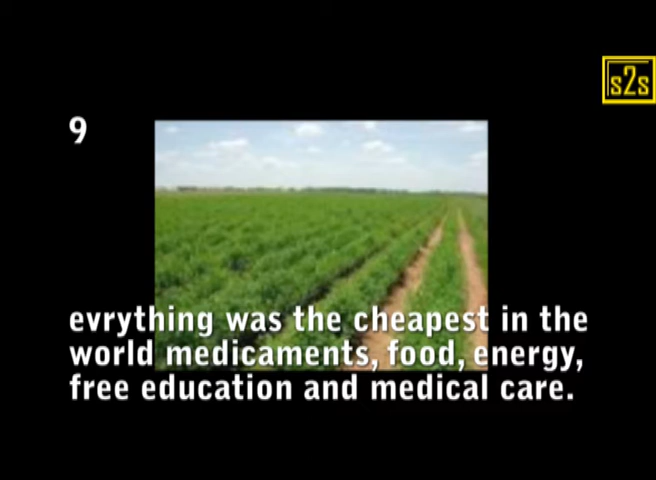 s2s
9
evrything was the cheapest in the
world medicaments, food, energy,
free education and medical care.